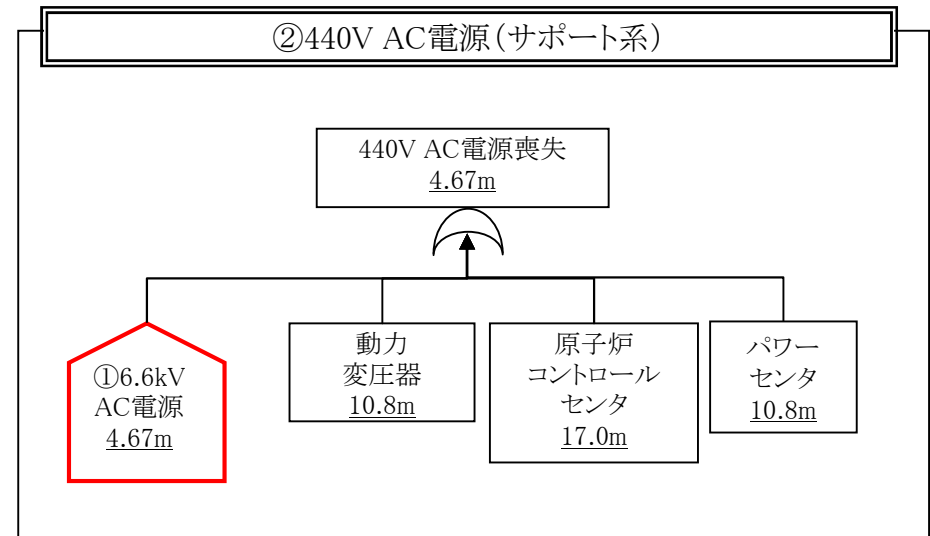 ②440V AC電源(サポート系)
440V AC電源喪失
4.67m
①6.6kV
AC電源
4.67m
動力
変圧器
10.8m
原子炉
コントロール
センタ
17.0m
パワー
センタ
10.8m